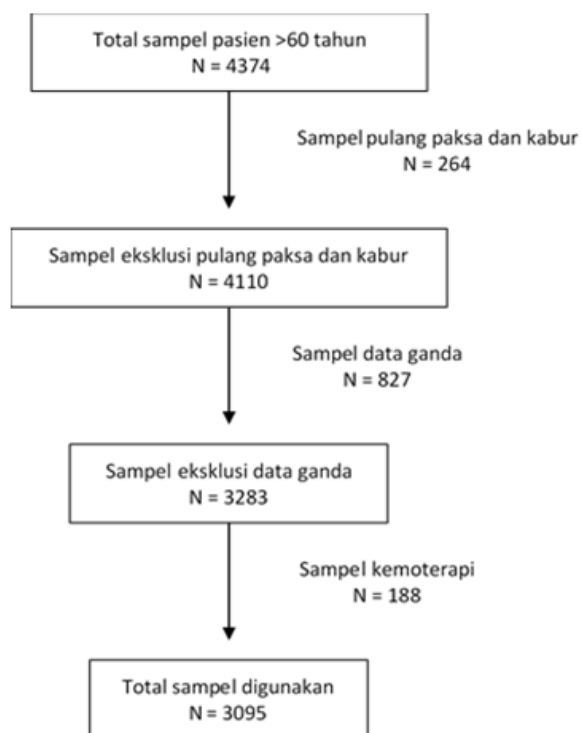 Total sampel pasien >60 tahun
N = 4374
Sampel pulang paksa dan kabur
N = 264
Sampel eksklusi pulang paksa dan kabur
N = 4110
Sampel data ganda
N = 827
Sampel eksklusi data ganda
N = 3283
Sampel kemoterapi
N = 188
Total sampel digunakan
N = 3095